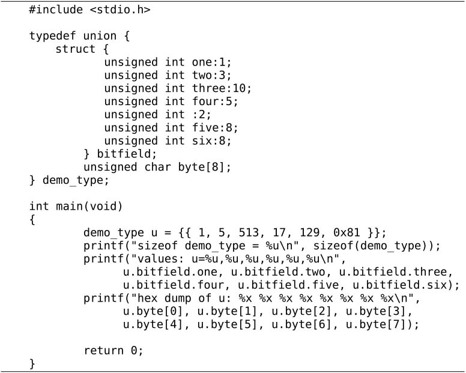 #include <stdio.h>
typedef union {
struct {
unsigned int one:1;
unsigned int two:3;
unsigned int three:10;
unsigned int four:5;
unsigned int :2;
unsigned int five:8;
unsigned int six:8;
} bitfield;
unsigned char byte[8];
} demo_type;
int main(void)
{
demo_type u = {{ 1, 5, 513, 17, 129, 0x81 }};
printf("sizeof demo_type = %u\n", sizeof(demo_type));
printf("values: u=%u,%u,%u,%u,%u,%u\n",
u.bitfield.one, u.bitfield.two, u.bitfield.three,
u.bitfield.four, u.bitfield.five, u.bitfield.six);
printf("hex dump of u: %x %x %x %x %x %x %x %x\n",
u.byte[0], u.byte[1], u.byte[2], u.byte[3],
u.byte[4], u.byte[5], u.byte[6], u.byte[7]);
return 0;
}